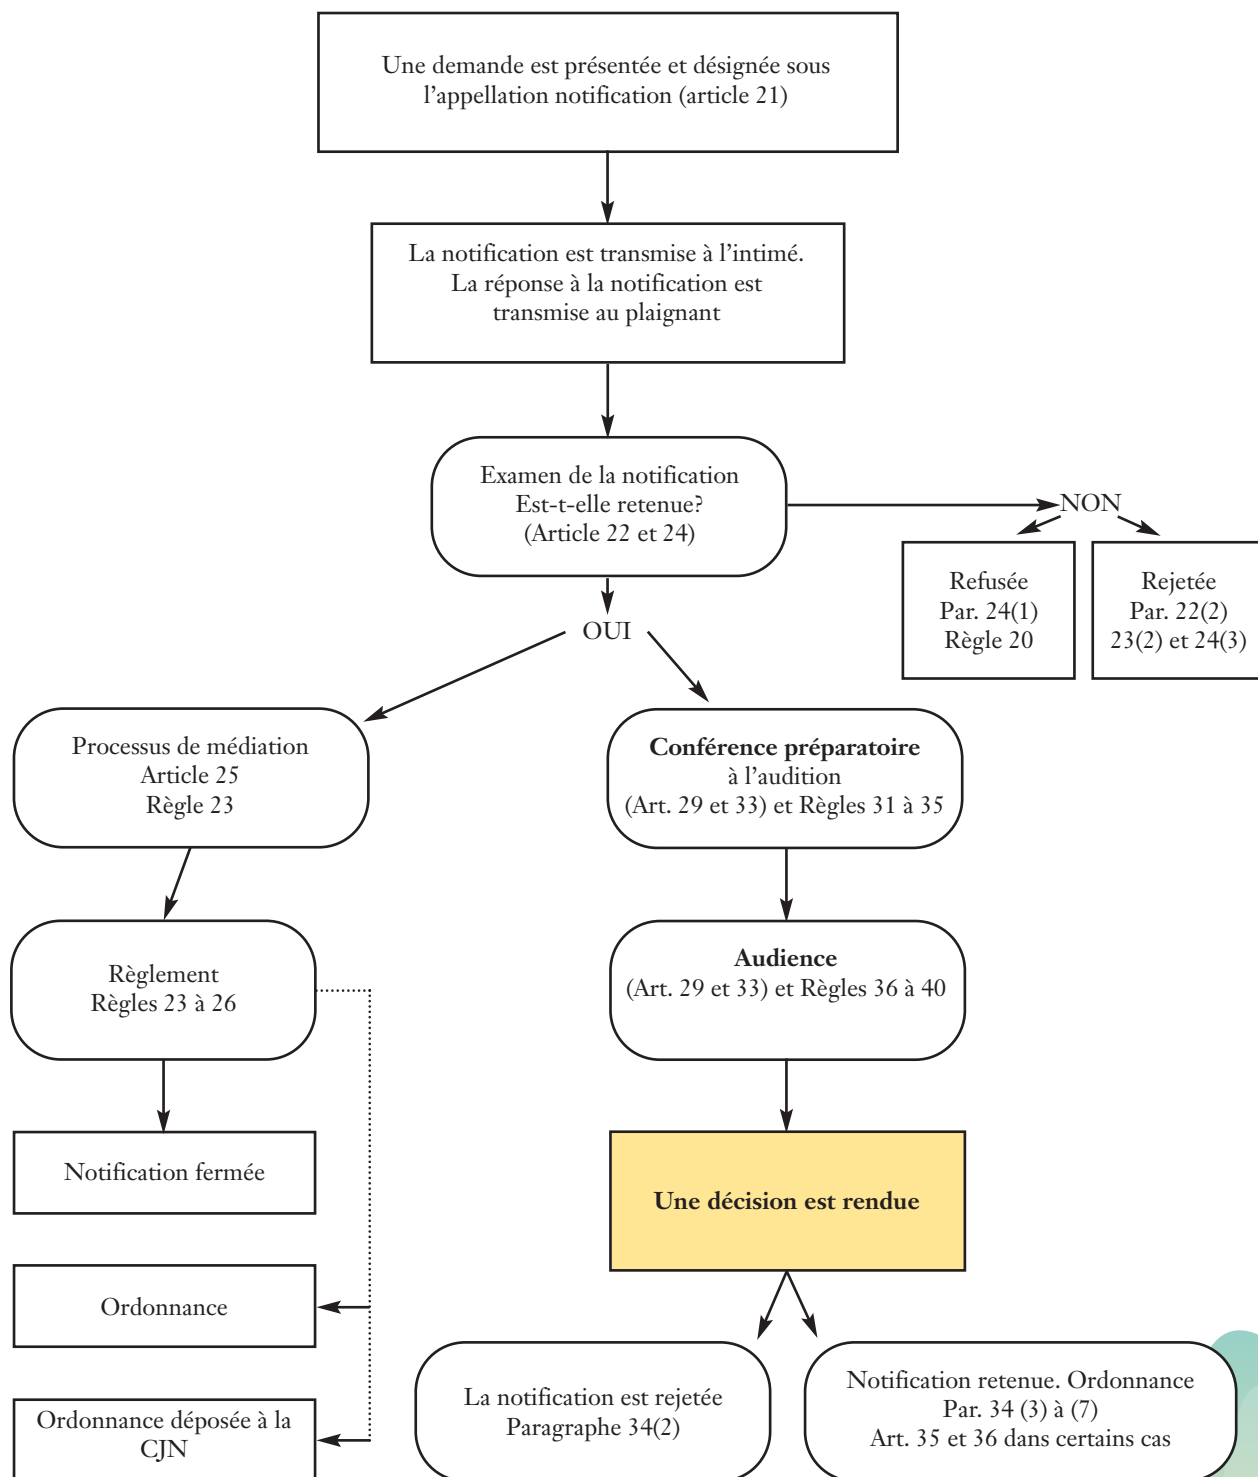 Une demande est présentée et désignée sous
l'appellation notification (article 21)
La notification est transmise à l'intimé.
La réponse à la notification est
transmise au plaignant
Examen de la notification
Est-t-elle retenue?
(Article 22 et 24)
NON
Refusée
Par. 24(1)
Règle 20
Rejetée
Par. 22(2)
23(2) et 24(3)
OUI
Processus de médiation
Article 25
Règle 23
Conférence préparatoire
à l'audition
(Art. 29 et 33) et Règles 31 à 35
Règlement
Règles 23 à 26
Audience
(Art. 29 et 33) et Règles 36 à 40
Notification fermée
Une décision est rendue
Ordonnance
Ordonnance déposée à la
CJN
La notification est rejetée
Paragraphe 34(2)
Notification retenue. Ordonnance
Par. 34 (3) à (7)
Art. 35 et 36 dans certains cas